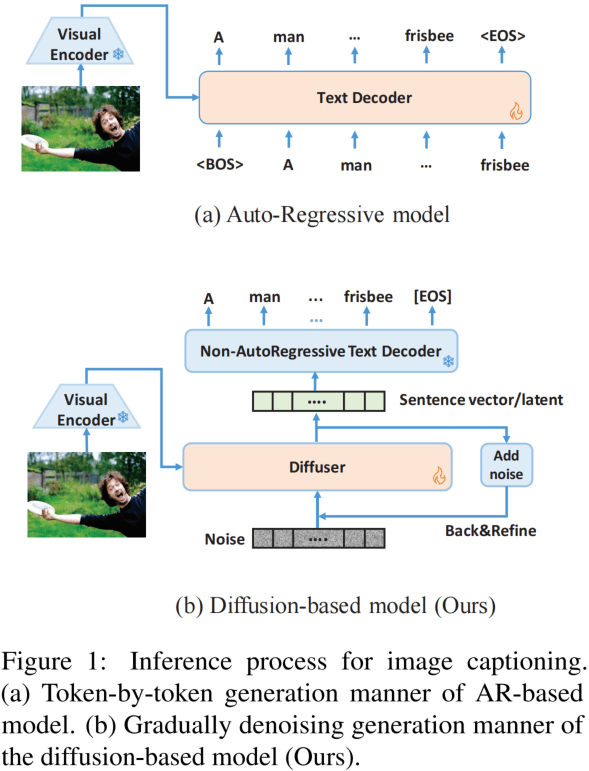 Visual
Encoder
A man ... frisbee <EOS>
Text Decoder
<BOS> A man ... frisbee
(a) Auto-Regressive model
A man ... frisbee [EOS]
...
Non-AutoRegressive Text Decoder
....
Sentence vector/latent
Visual
Encoder
Diffuser
Add
noise
Noise
....
Back&Refine
(b) Diffusion-based model (Ours)
Figure 1: Inference process for image captioning.
(a) Token-by-token generation manner of AR-based
model. (b) Gradually denoising generation manner of
the diffusion-based model (Ours).